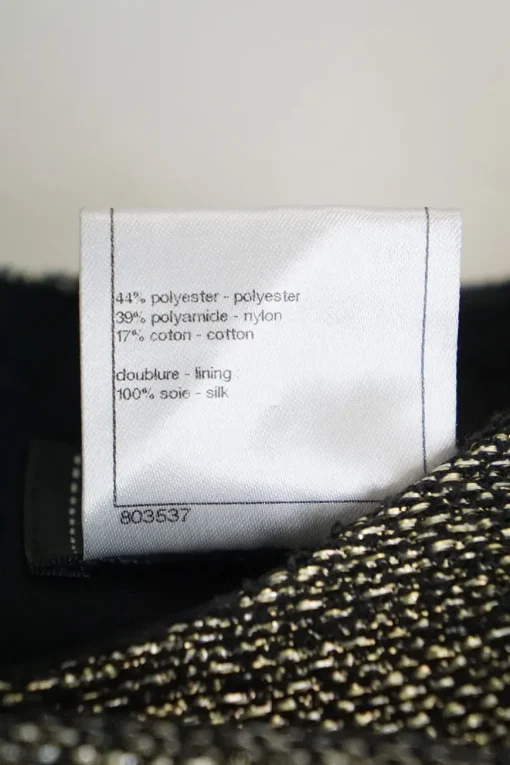 44% polyester - polyester
39% polyamide - nylon
17% coton - cotton
doublure - lining :
100% soie - silk
803537